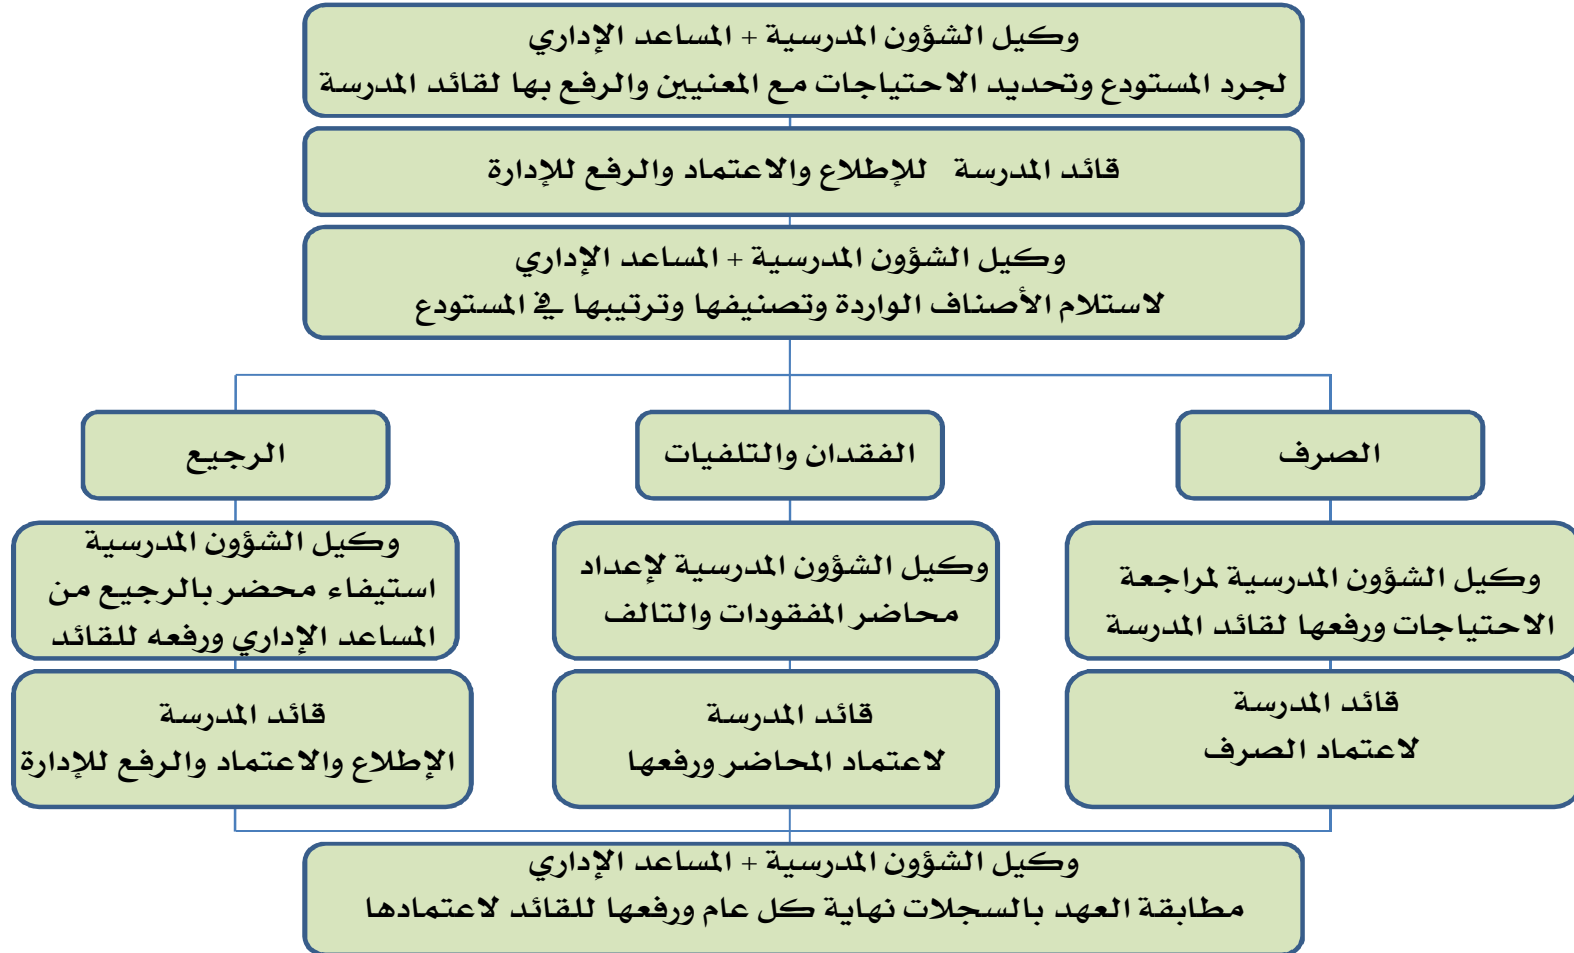 وكيل الشؤون المدرسية + المساعد الإداري
لجرد المستودع وتحديد الاحتياجات مع المعنيين والرفع بها لقائد المدرسة
قائد المدرسة للإطلاع والاعتماد والرفع للإدارة
وكيل الشؤون المدرسية + المساعد الإداري
لاستلام الأصناف الواردة وتصنيفها وترتيبها في المستودع
الصرف
الفقدان والتلفيات
الرجيع
وكيل الشؤون المدرسية لمراجعة
الاحتياجات ورفعها لقائد المدرسة
وكيل الشؤون المدرسية لإعداد
محاضر المفقودات والتالف
وكيل الشؤون المدرسية
استيفاء محضر بالرجيع من
المساعد الإداري ورفعه للقائد
قائد المدرسة
لاعتماد الصرف
قائد المدرسة
لاعتماد المحاضر ورفعها
قائد المدرسة
الإطلاع والاعتماد والرفع للإدارة
وكيل الشؤون المدرسية + المساعد الإداري
مطابقة العهد بالسجلات نهاية كل عام ورفعها للقائد لاعتمادها